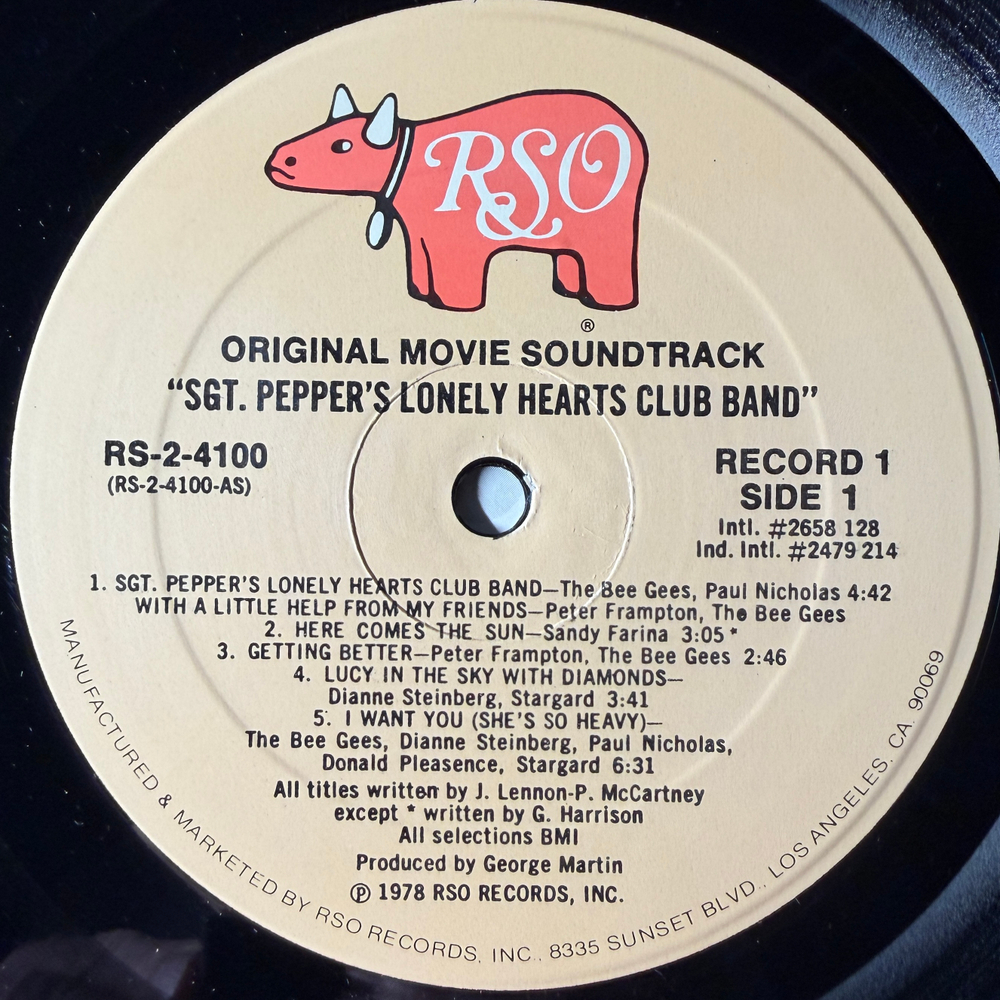 RSO
®
ORIGINAL MOVIE SOUNDTRACK
“SGT. PEPPER'S LONELY HEARTS CLUB BAND”
RS-2-4100
(RS-2-4100-AS)
RECORD 1
SIDE 1
Intl. #2658 128
Ind. Intl. #2479 214
1. SGT. PEPPER'S LONELY HEARTS CLUB BAND—The Bee Gees, Paul Nicholas 4:42
WITH A LITTLE HELP FROM MY FRIENDS—Peter Frampton, The Bee Gees
2. HERE COMES THE SUN—Sandy Farina 3:05 *
3. GETTING BETTER—Peter Frampton, The Bee Gees 2:46
4. LUCY IN THE SKY WITH DIAMONDS—
Dianne Steinberg, Stargard 3:41
5. I WANT YOU (SHE'S SO HEAVY)—
The Bee Gees, Dianne Steinberg, Paul Nicholas,
Donald Pleasence, Stargard 6:31
All titles written by J. Lennon-P. McCartney
except * written by G. Harrison
All selections BMI
Produced by George Martin
℗ 1978 RSO RECORDS, INC.
MANUFACTURED & MARKETED BY RSO RECORDS, INC.. 8335 SUNSET BLVD., LOS ANGELES, CA. 90069